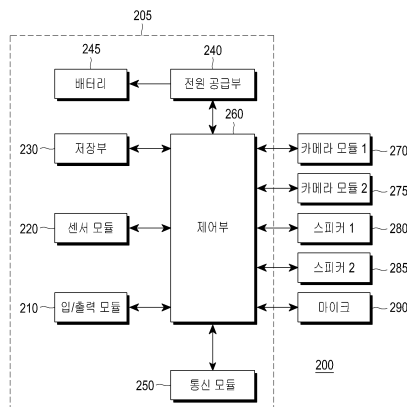 205
245
240
배터리
전원 공급부
260
230
저장부
카메라 모듈 1
270
카메라 모듈 2
275
220
센서 모듈
제어부
스피커 1
280
스피커 2
285
210
입/출력 모듈
마이크
290
200
250
통신 모듈